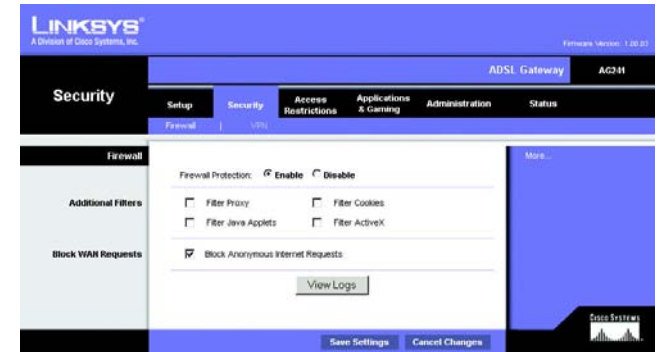 LINKSYS®
A Division of Cisco Systems, Inc.
Firmware Version: 1.00.01
ADSL Gateway AG241
Security
Setup Security Access Restrictions Applications & Gaming Administration Status
Firewall | VPN
Firewall
More...
Firewall Protection: Enable Disable
Additional Filters
Filter Proxy Filter Cookies
Filter Java Applets Filter ActiveX
Block WAN Requests
Block Anonymous Internet Requests
View Logs
Save Settings Cancel Changes
CISCO SYSTEMS